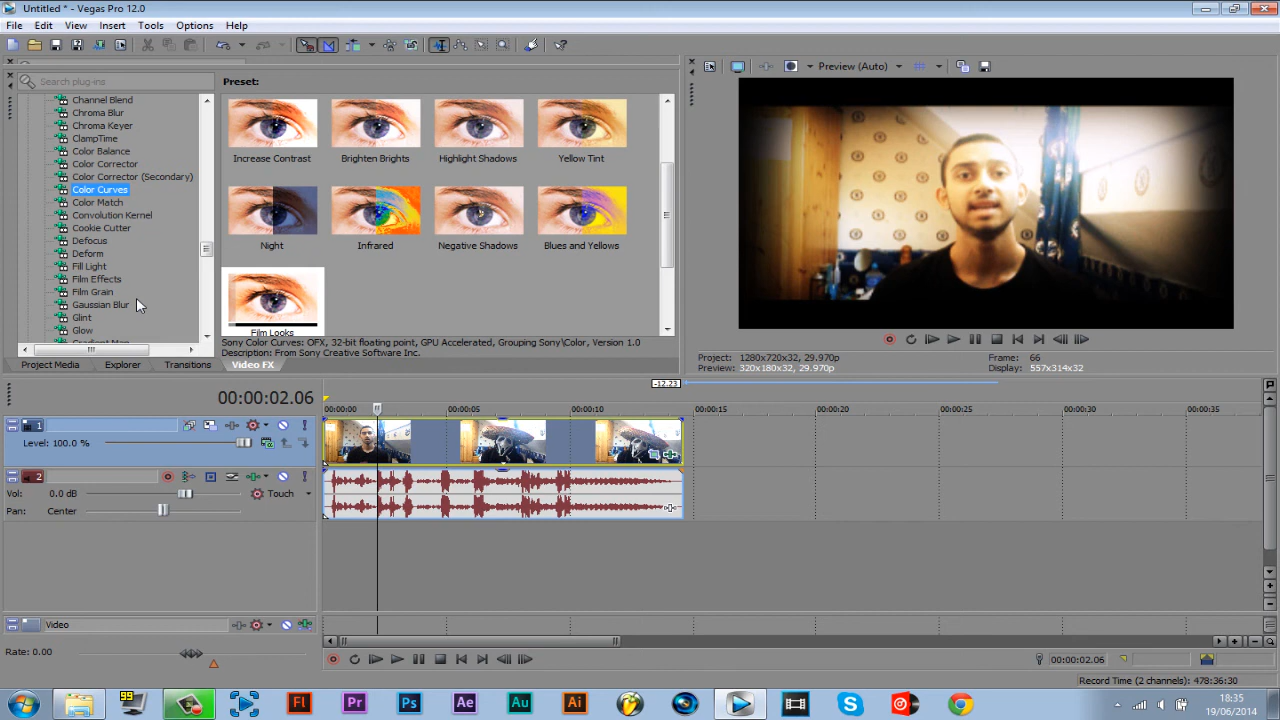 Untitled * - Vegas Pro 12.0
File Edit View Insert Tools Options Help
Search plug-ins
Preset:
Preview (Auto)
Channel Blend
Chroma Blur
Chroma Keyer
ClampTime
Color Balance
Color Corrector
Color Corrector (Secondary)
Color Curves
Color Match
Convolution Kernel
Cookie Cutter
Defocus
Deform
Fill Light
Film Effects
Film Grain
Gaussian Blur
Glint
Glow
Gradient Map
Increase Contrast Brighten Brights Highlight Shadows Yellow Tint
Night Infrared Negative Shadows Blues and Yellows
Film Looks
Sony Color Curves: OFX, 32-bit floating point, GPU Accelerated, Grouping Sony\Color, Version 1.0
Description: From Sony Creative Software Inc.
Project Media Explorer Transitions Video FX
Project: 1280x720x32, 29.970p Frame: 66
Preview: 320x180x32, 29.970p Display: 557x314x32
00:00:02.06
-12.23
00:00:00 00:00:05 00:00:10 00:00:15 00:00:20 00:00:25 00:00:30 00:00:35
1
Level: 100.0 %
2
Vol: 0.0 dB Touch
Pan: Center
Video
Rate: 0.00
00:00:02.06
Record Time (2 channels): 478:36:30
99 Fl Pr Ps Ae Au Ai
18:35
19/06/2014